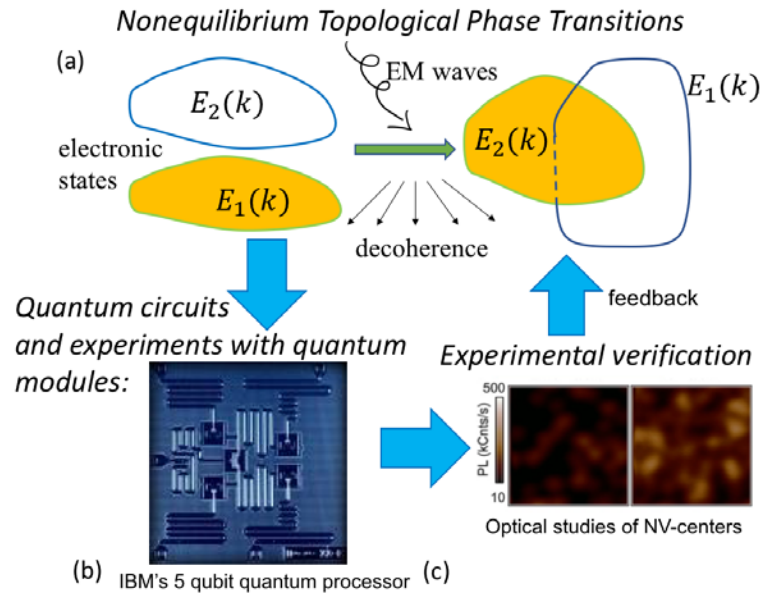 Nonequilibrium Topological Phase Transitions
(a)
EM waves
E₂(k)
E₁(k)
E₂(k)
electronic
states
E₁(k)
decoherence
Quantum circuits
and experiments with quantum
modules:
feedback
Experimental verification
500
PL (kCnts/s)
10
Optical studies of NV-centers
(b)
IBM's 5 qubit quantum processor
(c)